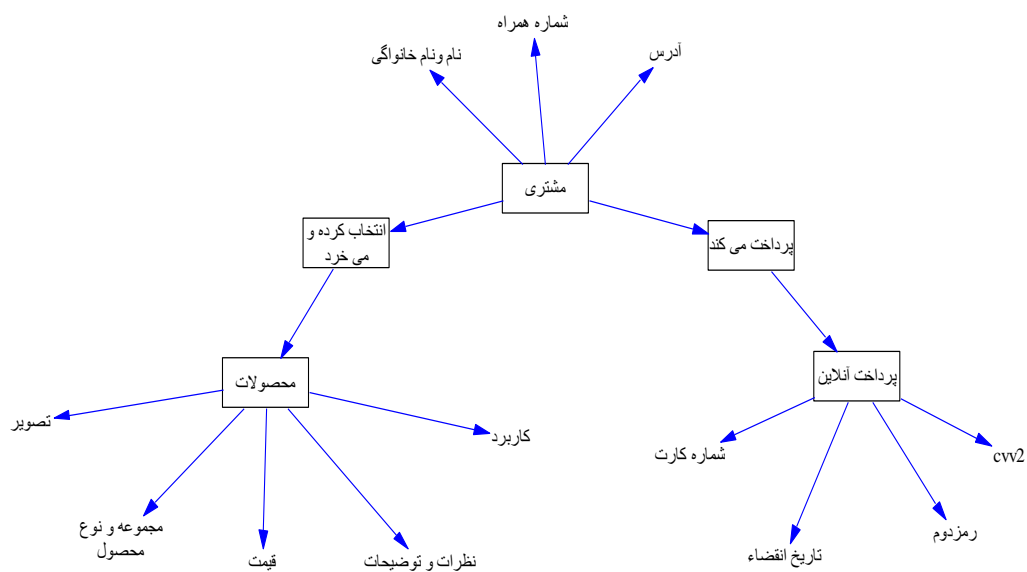 شماره همراه
نام ونام خانواگی
آدرس
مشتری
انتخاب کرده و
می خرد
پرداخت می کند
محصولات
پرداخت آنلاین
تصویر
کاربرد
شماره کارت
cvv2
مجموعه و نوع
محصول
قیمت
نظرات و توضیحات
تاریخ انقضاء
رمزدوم